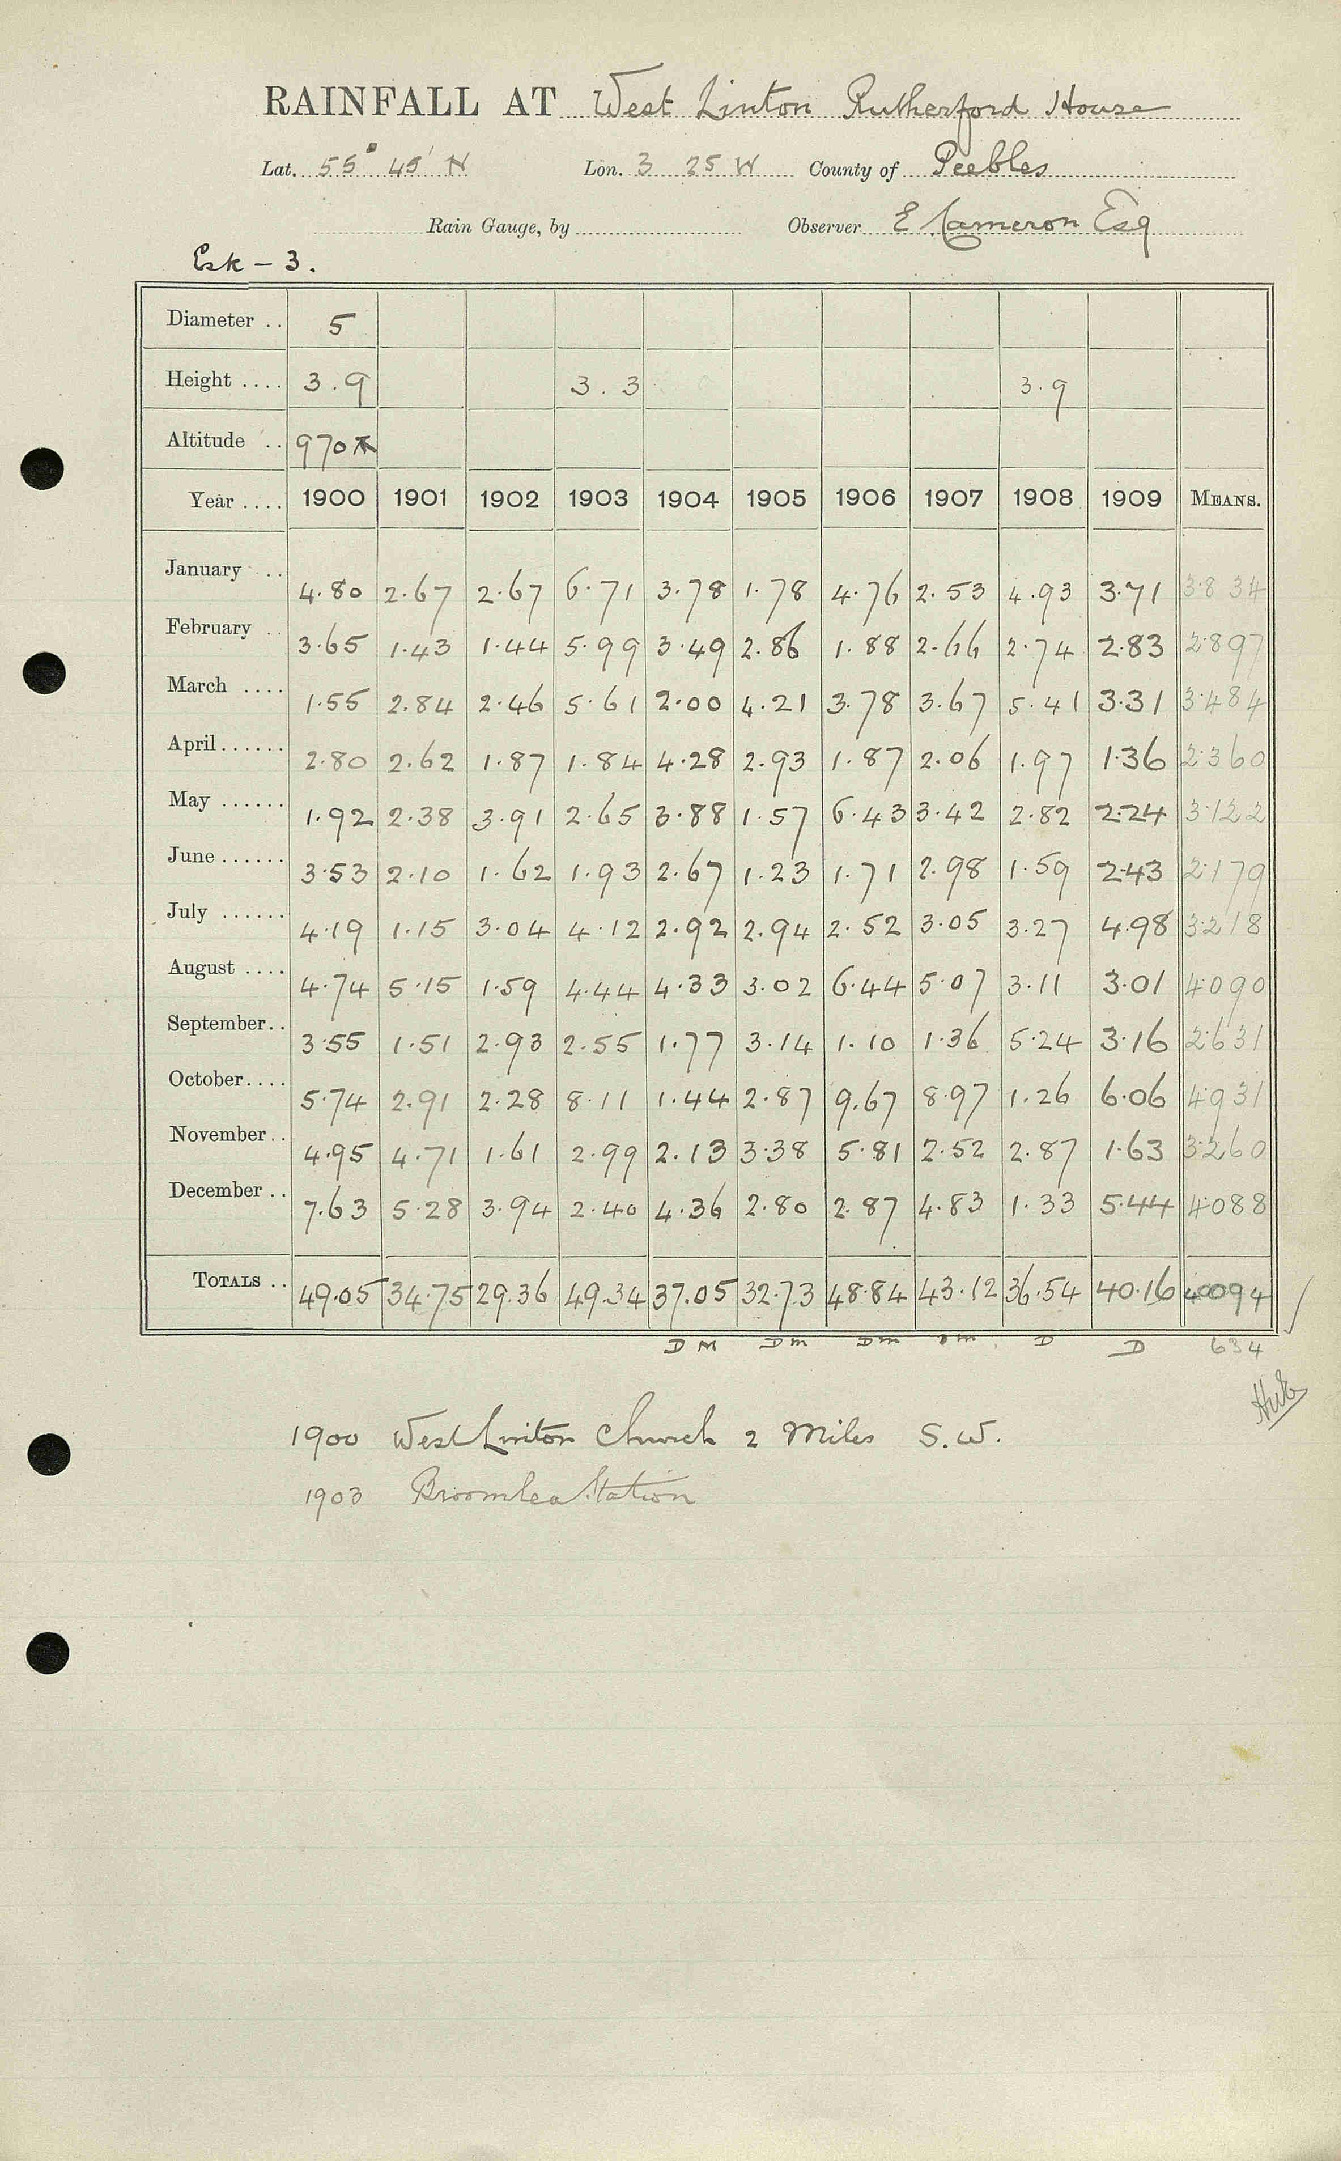 RAINFALL AT West Linton Rutherford House
Lat. 55° 45' N Lon. 3 25 W County of Peebles
Rain Gauge, by Observer E Cameron Esq
Esk - 3.
Diameter .. 5
Height .... 3.9 3.3 3.9
Altitude .. 970
Year .... 1900 1901 1902 1903 1904 1905 1906 1907 1908 1909 MEANS.
January .. 4.80 2.67 2.67 6.71 3.78 1.78 4.76 2.53 4.93 3.71 3.834
February .. 3.65 1.43 1.44 5.99 3.49 2.86 1.88 2.66 2.74 2.83 2.897
March .... 1.55 2.84 2.46 5.61 2.00 4.21 3.78 3.67 5.41 3.31 3.484
April...... 2.80 2.62 1.87 1.84 4.28 2.93 1.87 2.06 1.97 1.36 2.360
May ...... 1.92 2.38 3.91 2.65 3.88 1.57 6.43 3.42 2.82 2.24 3.122
June...... 3.53 2.10 1.62 1.93 2.67 1.23 1.71 2.98 1.59 2.43 2.179
July ...... 4.19 1.15 3.04 4.12 2.92 2.94 2.52 3.05 3.27 4.98 3.218
August .... 4.74 5.15 1.59 4.44 4.33 3.02 6.44 5.07 3.11 3.01 4.090
September.. 3.55 1.51 2.93 2.55 1.77 3.14 1.10 1.36 5.24 3.16 2.631
October.... 5.74 2.91 2.28 8.11 1.44 2.87 9.67 8.97 1.26 6.06 4.931
November.. 4.95 4.71 1.61 2.99 2.13 3.38 5.81 2.52 2.87 1.63 3.260
December .. 7.63 5.28 3.94 2.40 4.36 2.80 2.87 4.83 1.33 5.44 4.088
TOTALS .. 49.05 34.75 29.36 49.34 37.05 32.73 48.84 43.12 36.54 40.16 40094
D M D m D m D m D D 634
1900 West Linton Church 2 Miles S.W.
1903 Broomlea Station